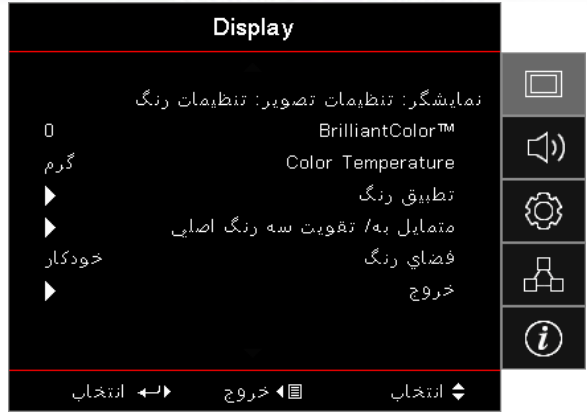 Display
نمایشگر: تنظیمات تصویر: تنظیمات رنگ
BrilliantColor™ 0
Color Temperature گرم
تطبیق رنگ
متمایل به/ تقویت سه رنگ اصلی
فضاي رنگ خودکار
خروج
انتخاب خروج انتخاب
i